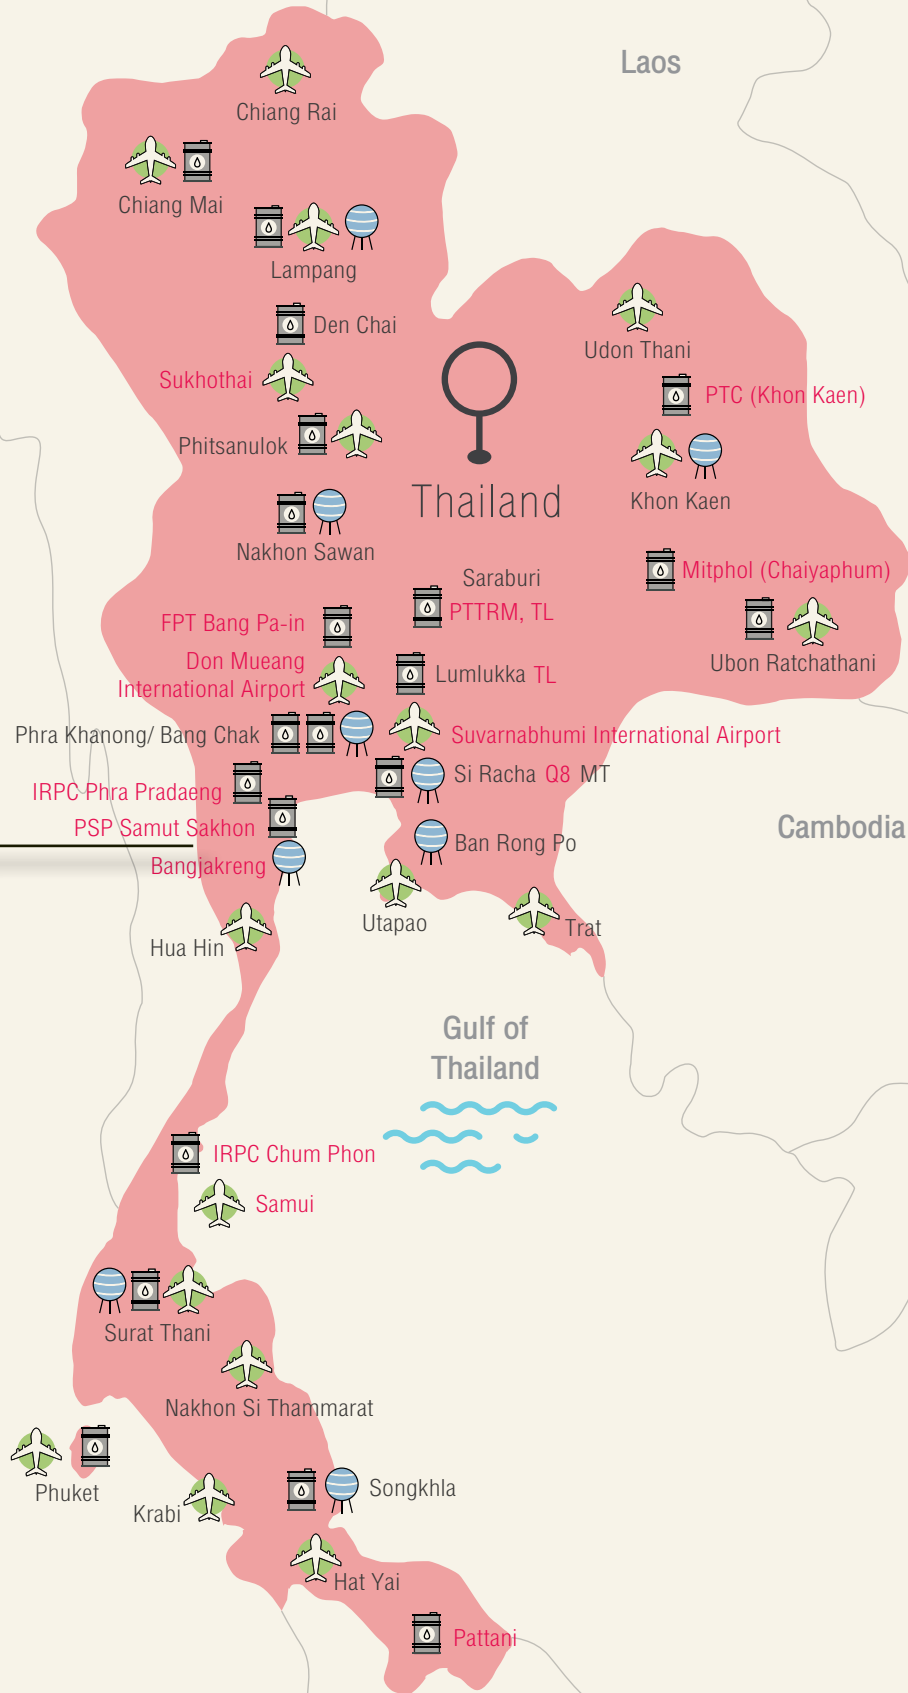 Laos
Chiang Rai
Chiang Mai
Lampang
Den Chai
Udon Thani
Sukhothai
PTC (Khon Kaen)
Phitsanulok
Thailand
Khon Kaen
Nakhon Sawan
Saraburi
Mitphol (Chaiyaphum)
PTTRM, TL
FPT Bang Pa-in
Don Mueang
International Airport
Lumlukka TL
Ubon Ratchathani
Phra Khanong/ Bang Chak
Suvarnabhumi International Airport
Si Racha Q8 MT
IRPC Phra Pradaeng
PSP Samut Sakhon
Cambodia
Ban Rong Po
Bangjakreng
Utapao
Trat
Hua Hin
Gulf of
Thailand
IRPC Chum Phon
Samui
Surat Thani
Nakhon Si Thammarat
Phuket
Krabi
Songkhla
Hat Yai
Pattani